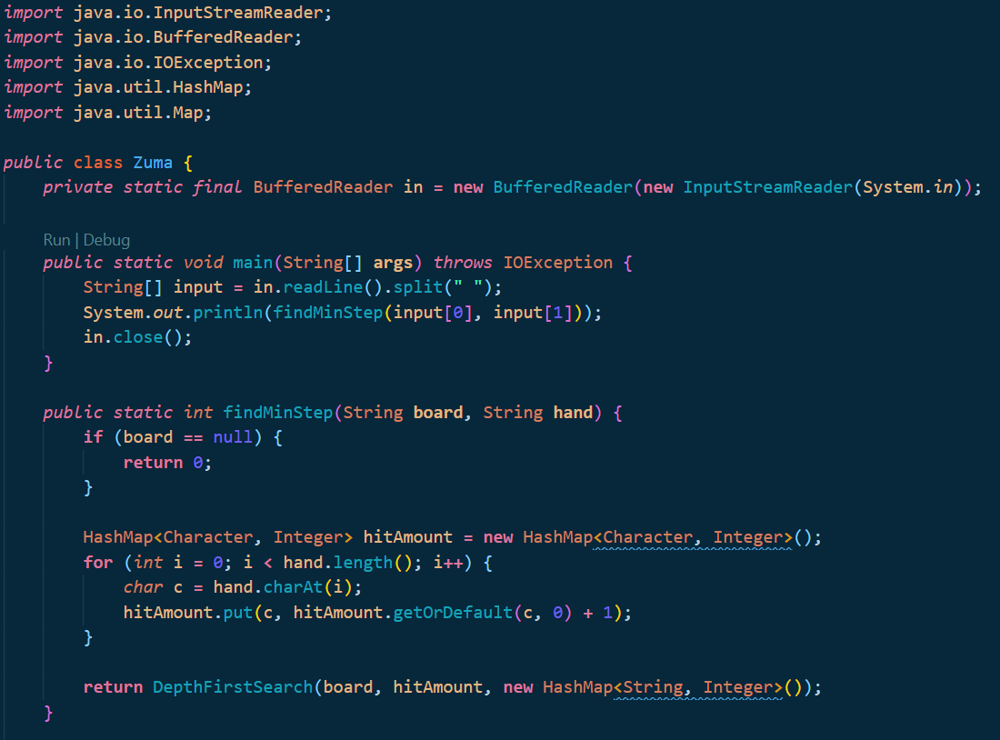 import java.io.InputStreamReader;
import java.io.BufferedReader;
import java.io.IOException;
import java.util.HashMap;
import java.util.Map;

public class Zuma {
    private static final BufferedReader in = new BufferedReader(new InputStreamReader(System.in));

    Run | Debug
    public static void main(String[] args) throws IOException {
        String[] input = in.readLine().split(" ");
        System.out.println(findMinStep(input[0], input[1]));
        in.close();
    }

    public static int findMinStep(String board, String hand) {
        if (board == null) {
            return 0;
        }

        HashMap<Character, Integer> hitAmount = new HashMap<Character, Integer>();
        for (int i = 0; i < hand.length(); i++) {
            char c = hand.charAt(i);
            hitAmount.put(c, hitAmount.getOrDefault(c, 0) + 1);
        }

        return DepthFirstSearch(board, hitAmount, new HashMap<String, Integer>());
    }